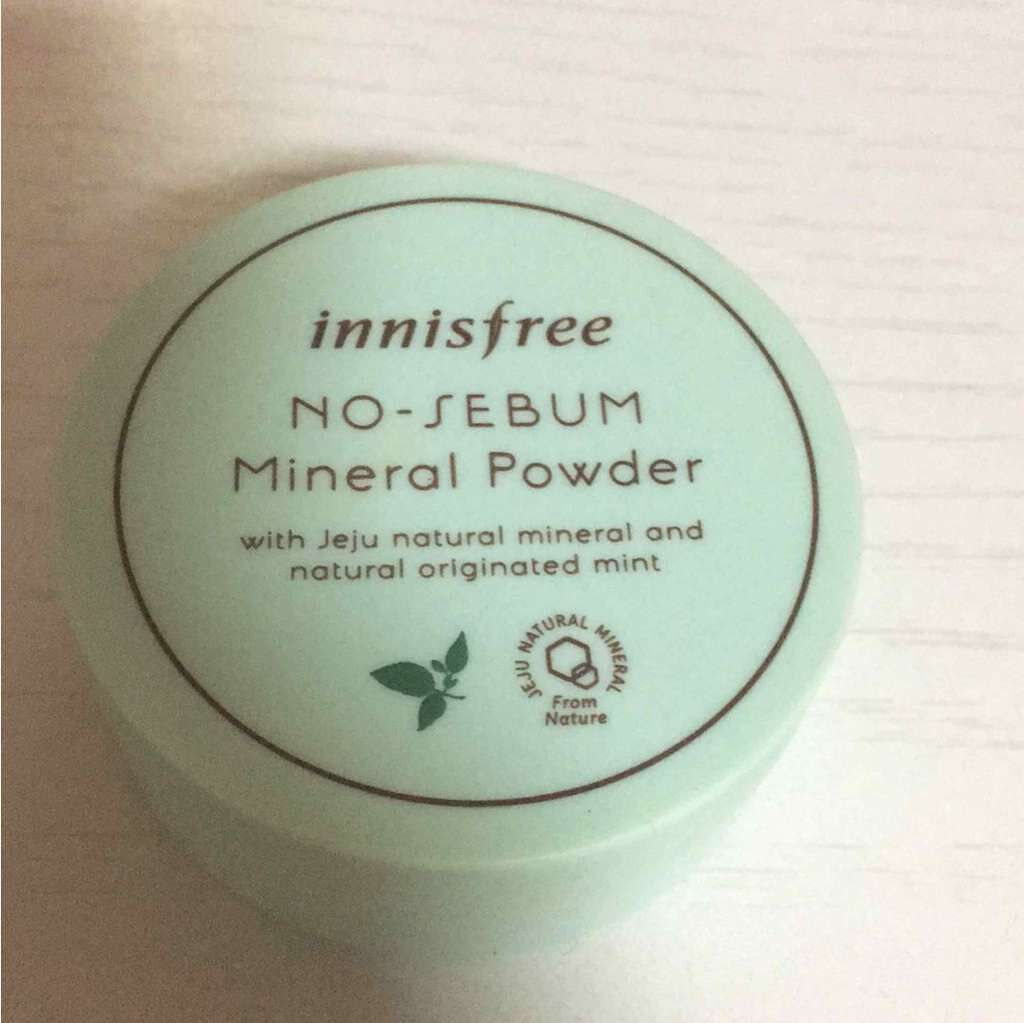 innisfree
NO-SEBUM
Mineral Powder
with Jeju natural mineral and
natural originated mint
JEJU NATURAL MINERAL
From
Nature